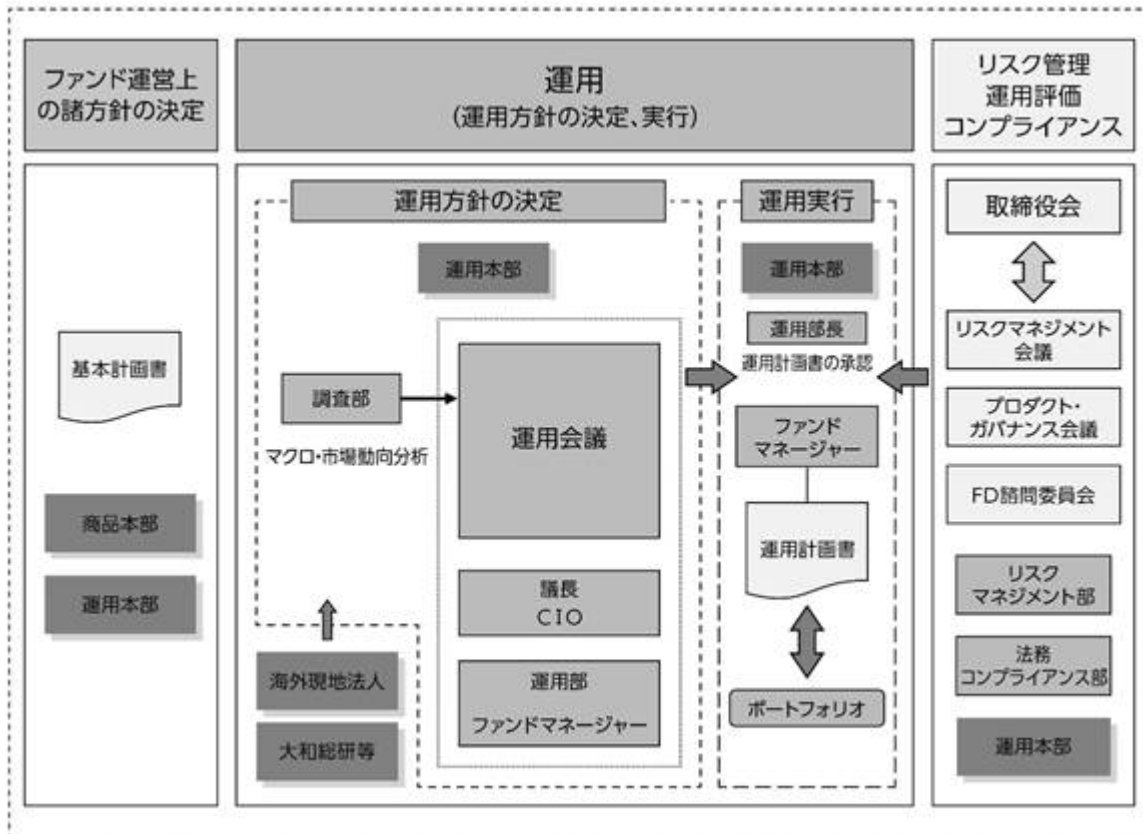 ファンド運営上
の諸方針の決定
基本計画書
商品本部
運用本部
運用
(運用方針の決定、実行)
運用方針の決定
運用本部
調査部
マクロ・市場動向分析
運用会議
議長
CIO
運用部
ファンドマネージャー
海外現地法人
大和総研等
運用実行
運用本部
運用部長
運用計画書の承認
ファンド
マネージャー
運用計画書
ポートフォリオ
リスク管理
運用評価
コンプライアンス
取締役会
リスクマネジメント
会議
プロダクト・
ガバナンス会議
FD諮問委員会
リスク
マネジメント部
法務
コンプライアンス部
運用本部